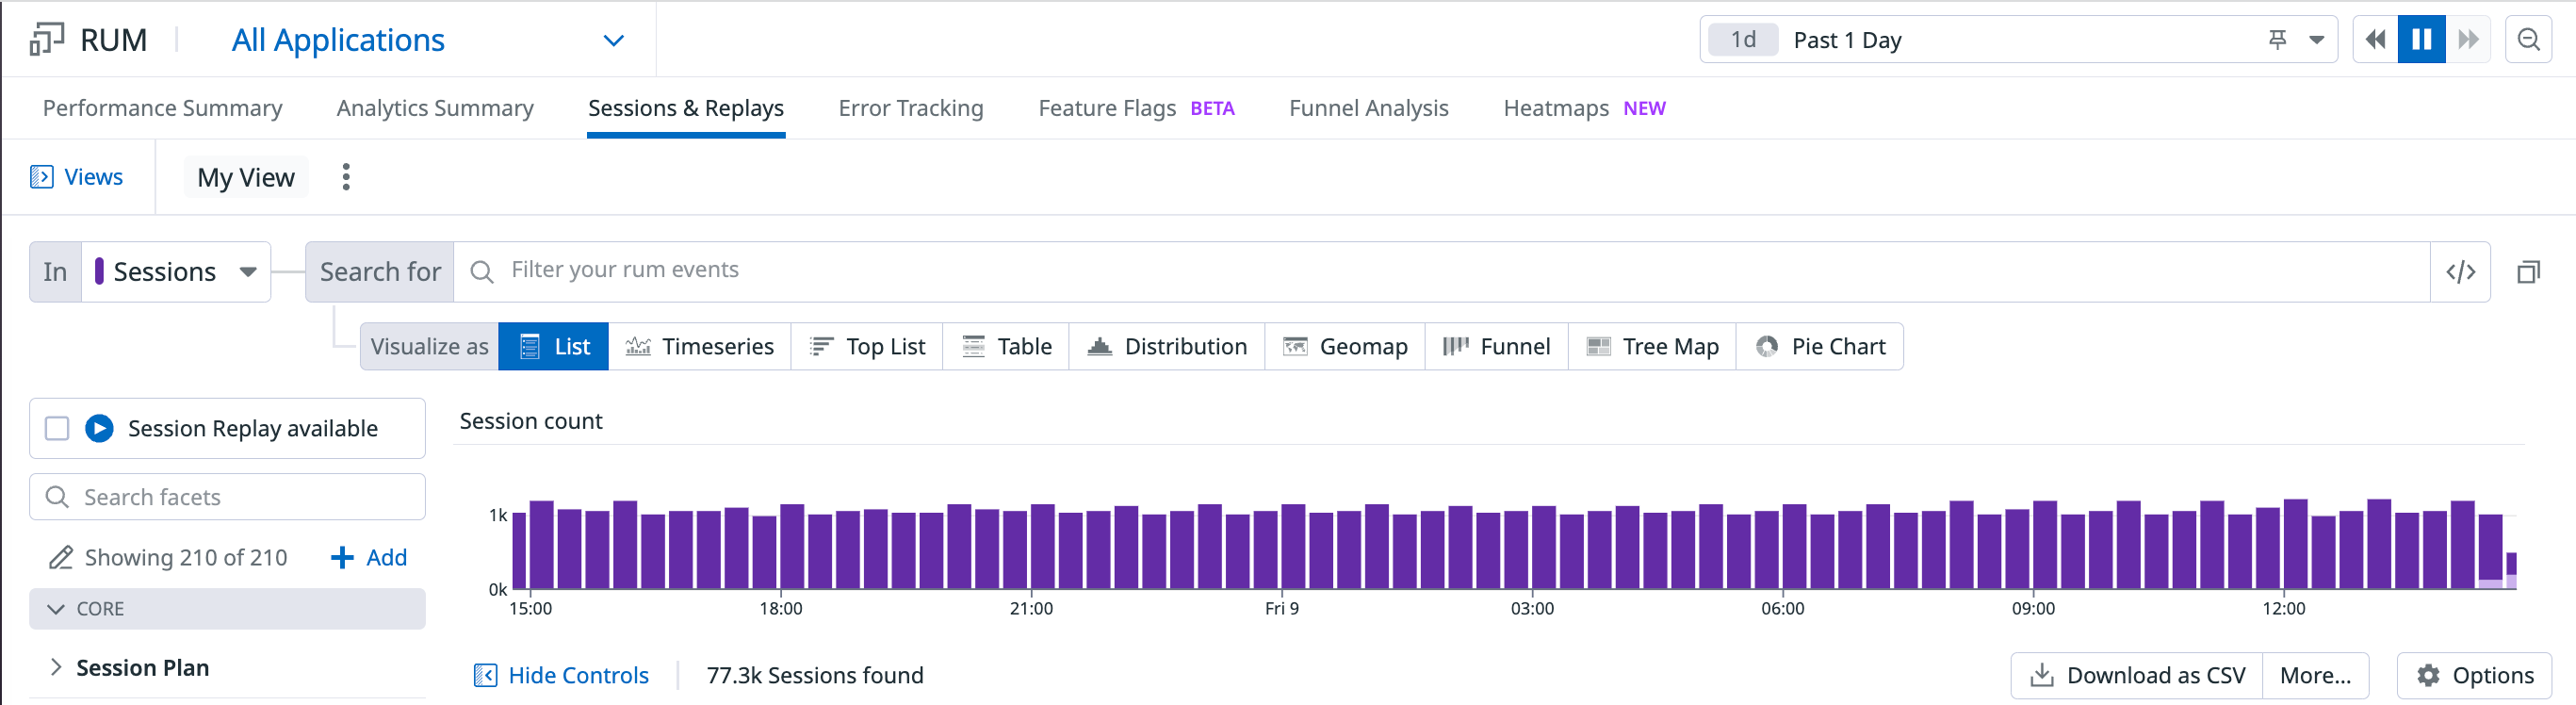 RUM All Applications 1d Past 1 Day
Performance Summary Analytics Summary Sessions & Replays Error Tracking Feature Flags BETA Funnel Analysis Heatmaps NEW
Views My View
In Sessions Search for Filter your rum events </>
Visualize as List Timeseries Top List Table Distribution Geomap Funnel Tree Map Pie Chart
Session Replay available
Search facets
Showing 210 of 210 + Add
CORE
Session Plan
Session count
1k
0k
15:00 18:00 21:00 Fri 9 03:00 06:00 09:00 12:00
Hide Controls 77.3k Sessions found Download as CSV More... Options